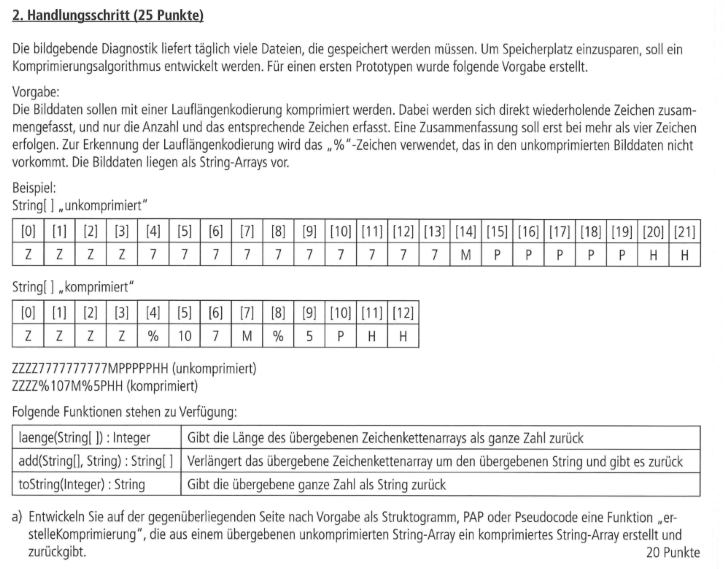 2. Handlungsschritt (25 Punkte)
Die bildgebende Diagnostik liefert täglich viele Dateien, die gespeichert werden müssen. Um Speicherplatz einzusparen, soll ein
Komprimierungsalgorithmus entwickelt werden. Für einen ersten Prototypen wurde folgende Vorgabe erstellt.
Vorgabe:
Die Bilddaten sollen mit einer Lauflängenkodierung komprimiert werden. Dabei werden sich direkt wiederholende Zeichen zusam-
mengefasst, und nur die Anzahl und das entsprechende Zeichen erfasst. Eine Zusammenfassung soll erst bei mehr als vier Zeichen
erfolgen. Zur Erkennung der Lauflängenkodierung wird das „%“-Zeichen verwendet, das in den unkomprimierten Bilddaten nicht
vorkommt. Die Bilddaten liegen als String-Arrays vor.
Beispiel:
String[ ] „unkomprimiert“
[0] [1] [2] [3] [4] [5] [6] [7] [8] [9] [10] [11] [12] [13] [14] [15] [16] [17] [18] [19] [20] [21]
Z Z Z Z 7 7 7 7 7 7 7 7 7 7 M P P P P P H H
String[ ] „komprimiert“
[0] [1] [2] [3] [4] [5] [6] [7] [8] [9] [10] [11] [12]
Z Z Z Z % 10 7 M % 5 P H H
ZZZZ7777777777MPPPPPHH (unkomprimiert)
ZZZZ%107M%5PHH (komprimiert)
Folgende Funktionen stehen zu Verfügung:
laenge(String[ ]) : Integer Gibt die Länge des übergebenen Zeichenkettenarrays als ganze Zahl zurück
add(String[], String) : String[ ] Verlängert das übergebene Zeichenkettenarray um den übergebenen String und gibt es zurück
toString(Integer) : String Gibt die übergebene ganze Zahl als String zurück
a) Entwickeln Sie auf der gegenüberliegenden Seite nach Vorgabe als Struktogramm, PAP oder Pseudocode eine Funktion „er-
stelleKomprimierung“, die aus einem übergebenen unkomprimierten String-Array ein komprimiertes String-Array erstellt und
zurückgibt. 20 Punkte